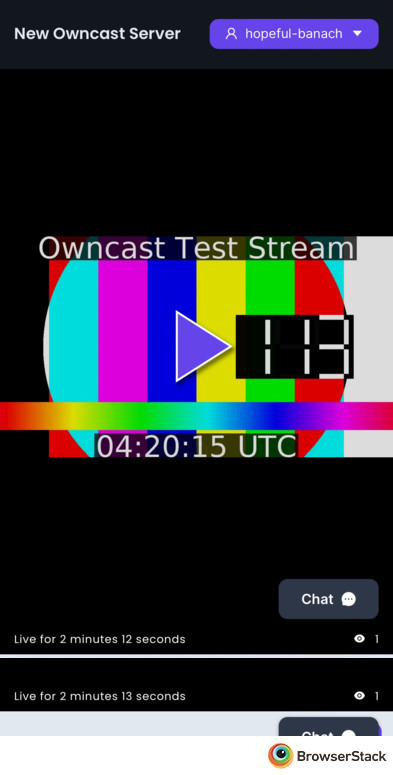 New Owncast Server
hopeful-banach
Owncast Test Stream
113
04:20:15 UTC
Chat
Live for 2 minutes 12 seconds
1
Live for 2 minutes 13 seconds
1
Chat
BrowserStack